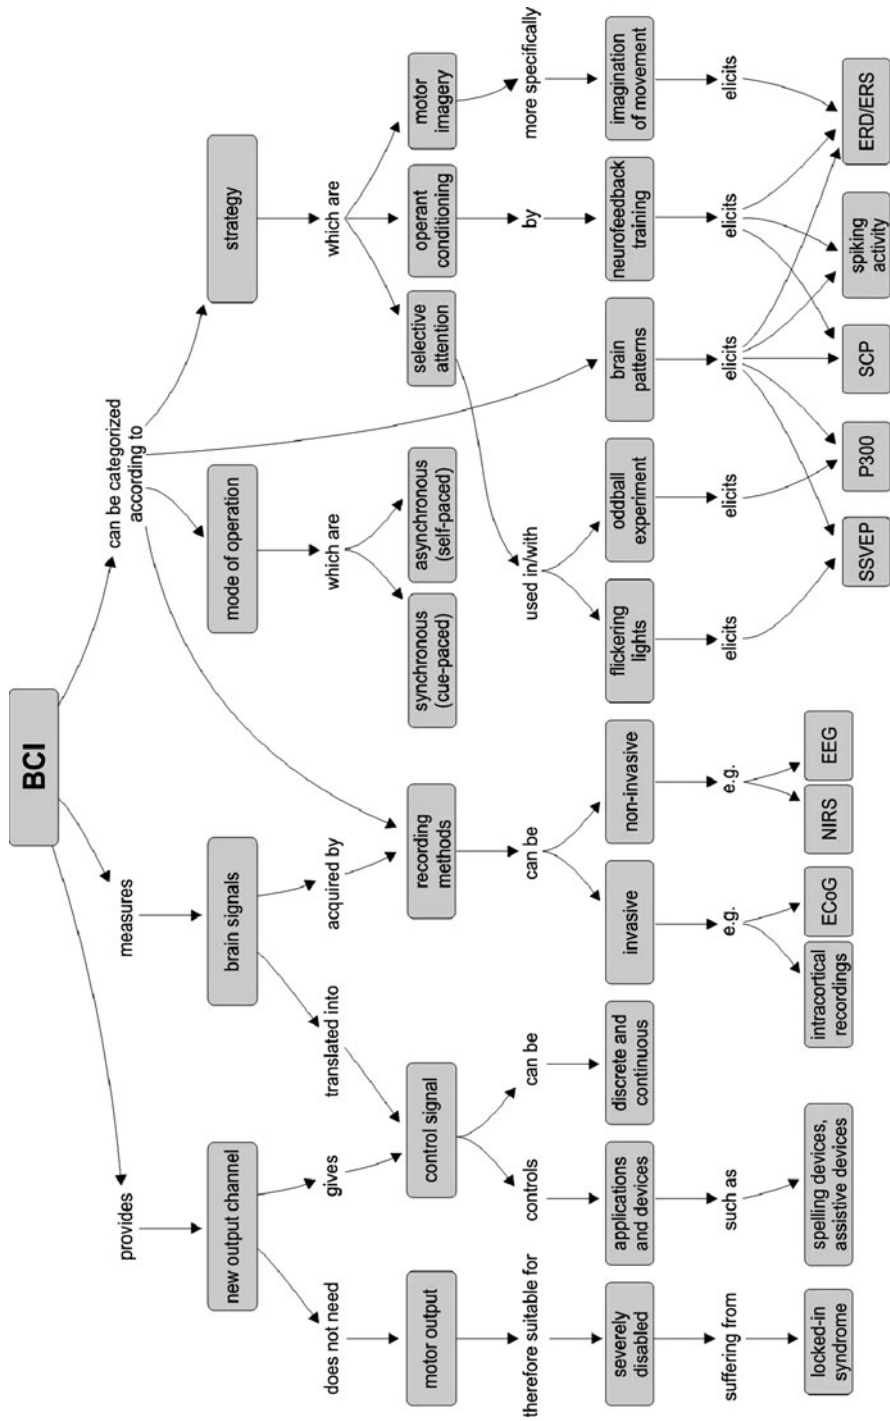 BCI
provides
measures
can be categorized
according to
new output channel
brain signals
mode of operation
strategy
does not need
gives
translated into
acquired by
which are
which are
motor output
control signal
recording
methods
synchronous
(cue-paced)
asynchronous
(self-paced)
selective
attention
operant
conditioning
motor
imagery
therefore suitable for
controls
can be
can be
used in/with
by
more specifically
severely
disabled
applications
and devices
discrete and
continuous
invasive
non-invasive
flickering
lights
oddball
experiment
brain
patterns
neurofeedback
training
imagination
of movement
suffering from
such as
e.g.
e.g.
elicits
elicits
elicits
elicits
elicits
locked-in
syndrome
spelling devices,
assistive devices
intracortical
recordings
ECoG
NIRS
EEG
SSVEP
P300
SCP
spiking
activity
ERD/ERS